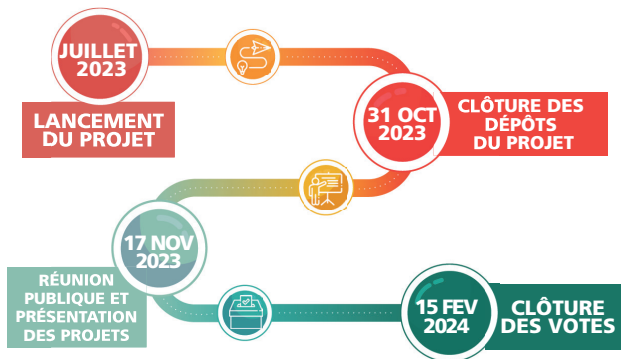 JUILLET
2023
LANCEMENT
DU PROJET
31 OCT
2023
CLÔTURE DES
DÉPÔTS
DU PROJET
17 NOV
2023
RÉUNION
PUBLIQUE ET
PRÉSENTATION
DES PROJETS
15 FEV
2024
CLÔTURE
DES VOTES